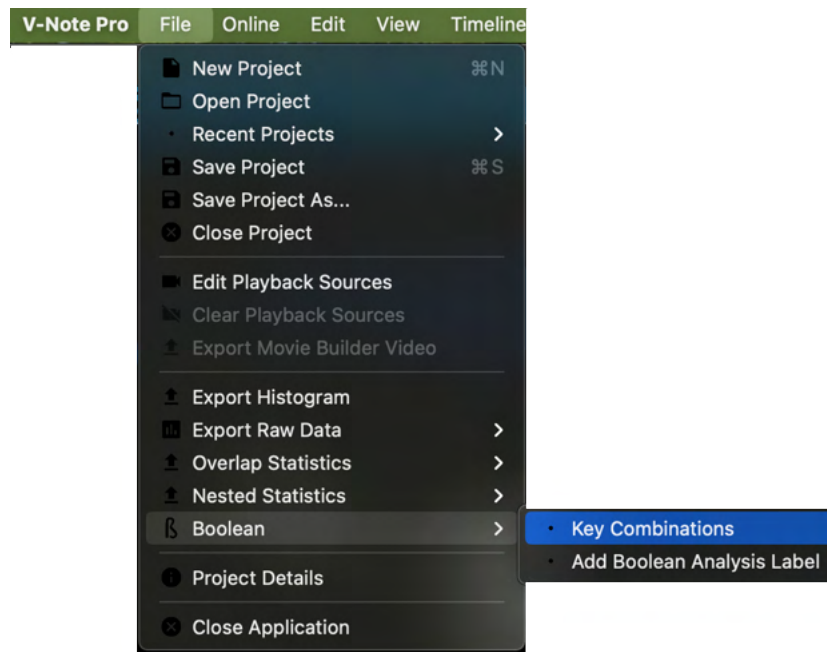 V-Note Pro File Online Edit View Timeline
New Project ⌘N
Open Project
Recent Projects
Save Project ⌘S
Save Project As...
Close Project
Edit Playback Sources
Clear Playback Sources
Export Movie Builder Video
Export Histogram
Export Raw Data
Overlap Statistics
Nested Statistics
ß Boolean
Key Combinations
Add Boolean Analysis Label
Project Details
Close Application